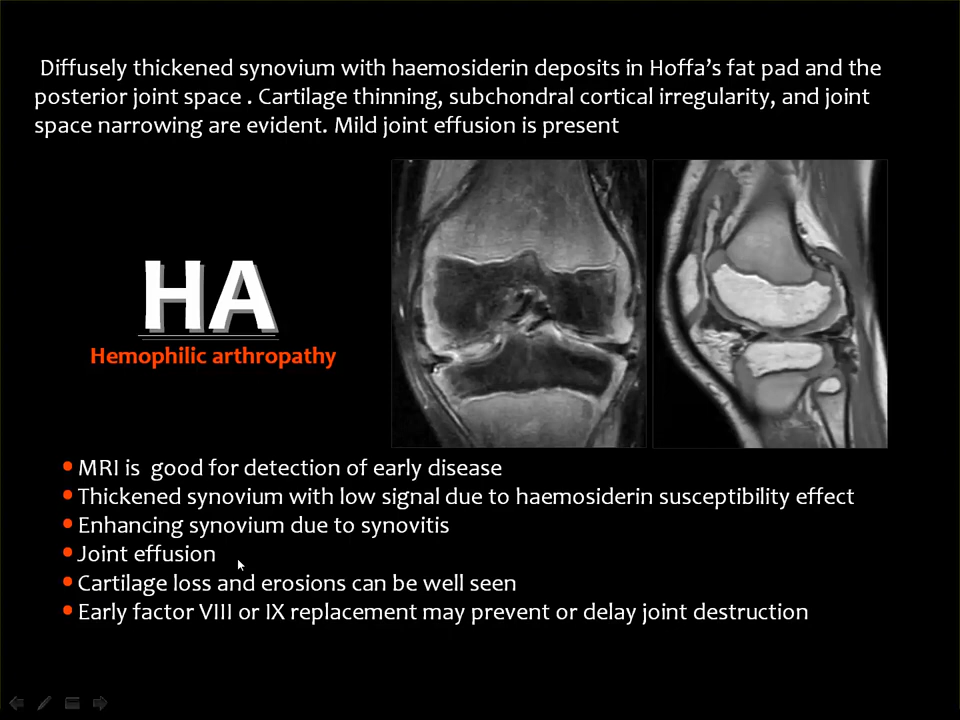 Diffusely thickened synovium with haemosiderin deposits in Hoffa's fat pad and the
posterior joint space . Cartilage thinning, subchondral cortical irregularity, and joint
space narrowing are evident. Mild joint effusion is present
HA
Hemophilic arthropathy
• MRI is good for detection of early disease
• Thickened synovium with low signal due to haemosiderin susceptibility effect
• Enhancing synovium due to synovitis
• Joint effusion
• Cartilage loss and erosions can be well seen
• Early factor VIII or IX replacement may prevent or delay joint destruction